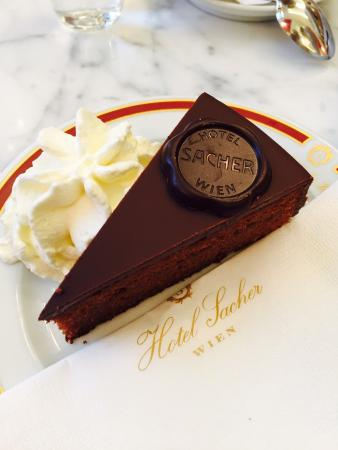 HOTEL
SACHER
WIEN
Hotel Sacher
WIEN